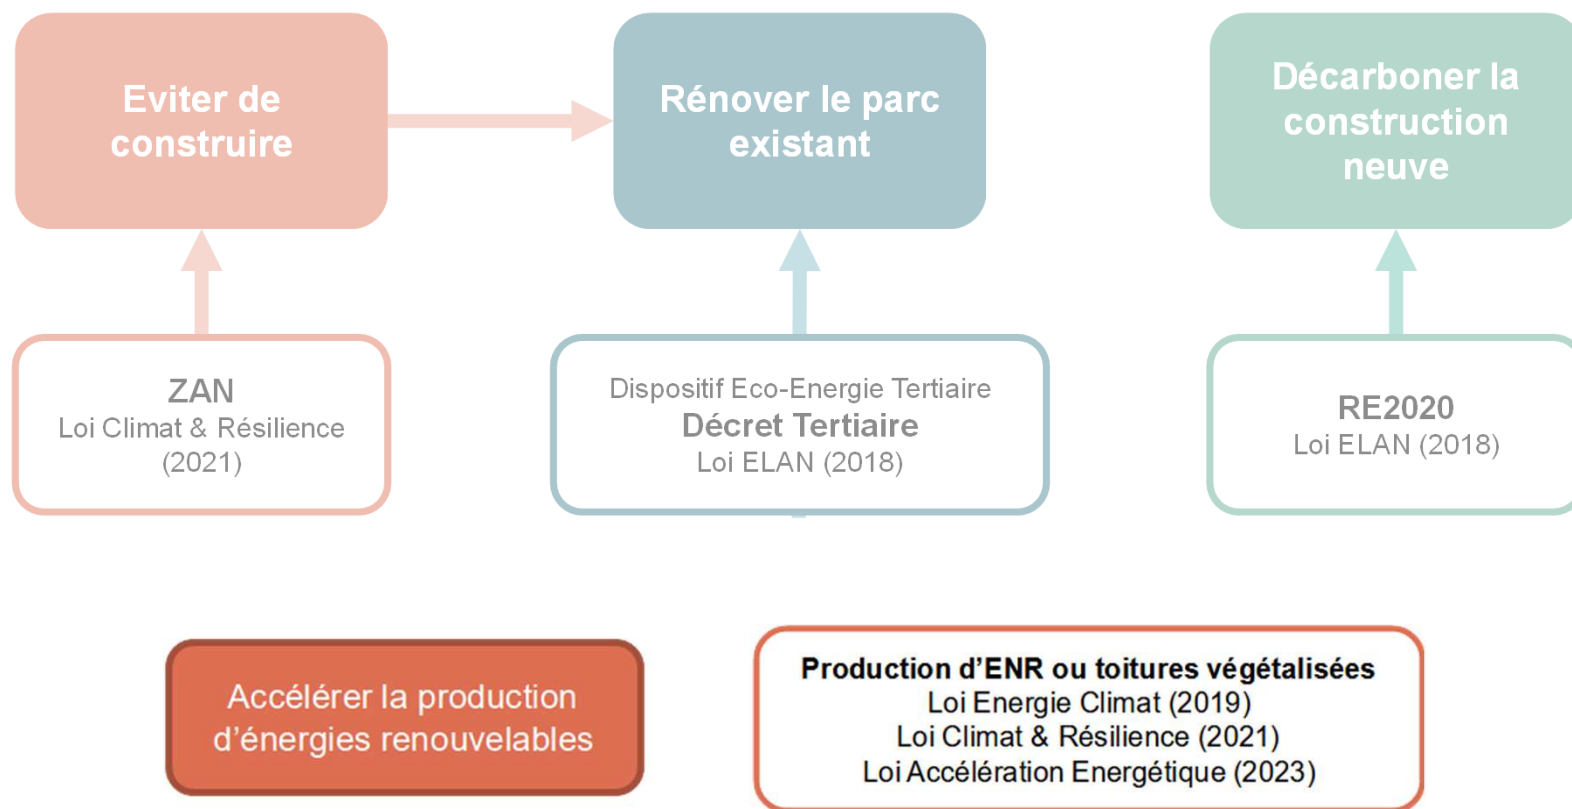 Eviter de
construire
Rénover le parc
existant
Décarboner la
construction
neuve
ZAN
Loi Climat & Résilience
(2021)
Dispositif Eco-Energie Tertiaire
Décret Tertiaire
Loi ELAN (2018)
RE2020
Loi ELAN (2018)
Accélérer la production
d’énergies renouvelables
Production d’ENR ou toitures végétalisées
Loi Energie Climat (2019)
Loi Climat & Résilience (2021)
Loi Accélération Energétique (2023)